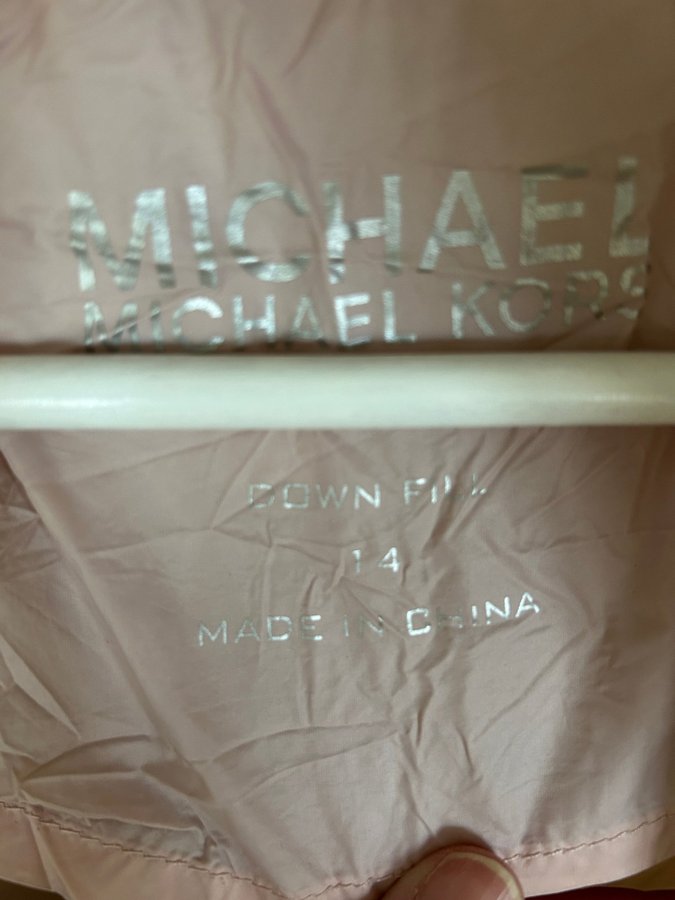 MICHAEL
MICHAEL KORS
DOWN FILL
14
MADE IN CHINA